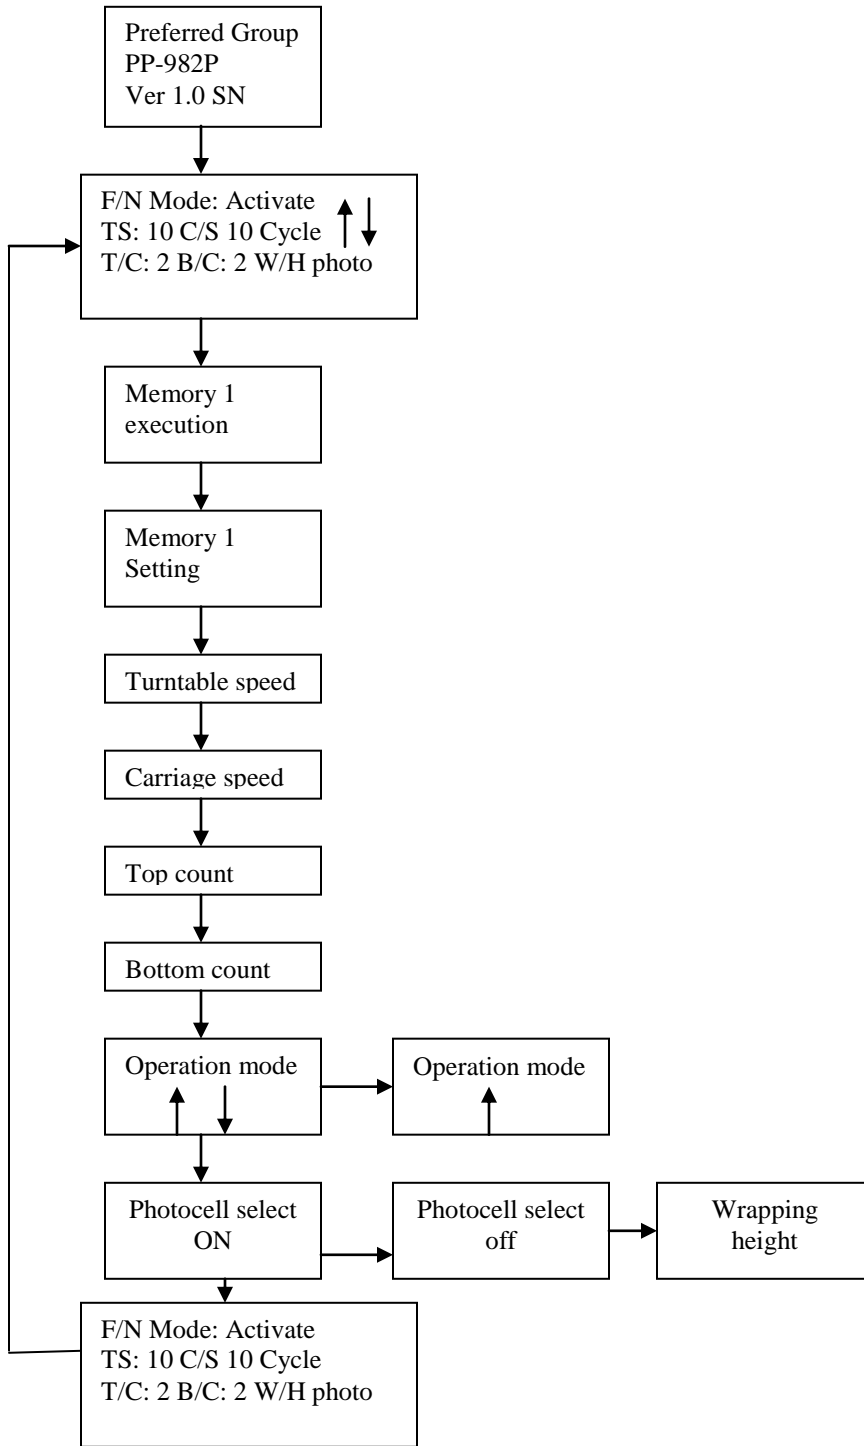 Preferred Group
PP-982P
Ver 1.0 SN
F/N Mode: Activate
TS: 10 C/S 10 Cycle
T/C: 2 B/C: 2 W/H photo
Memory 1
execution
Memory 1
Setting
Turntable speed
Carriage speed
Top count
Bottom count
Operation mode
Operation mode
Photocell select
ON
Photocell select
off
Wrapping
height
F/N Mode: Activate
TS: 10 C/S 10 Cycle
T/C: 2 B/C: 2 W/H photo